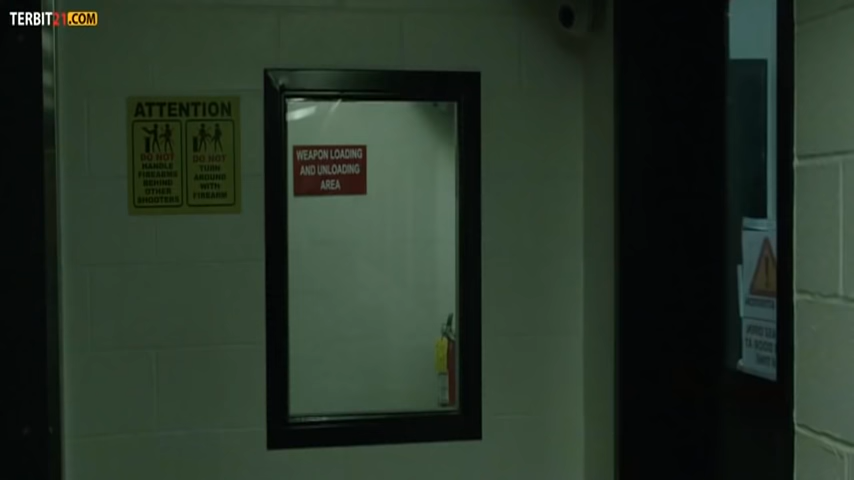 TERBIT21.COM
ATTENTION
DO NOT
HANDLE
FIREARMS
BEHIND
OTHER
SHOOTERS
DO NOT
TURN
AROUND
WITH
FIREARM
WEAPON LOADING
AND UNLOADING
AREA